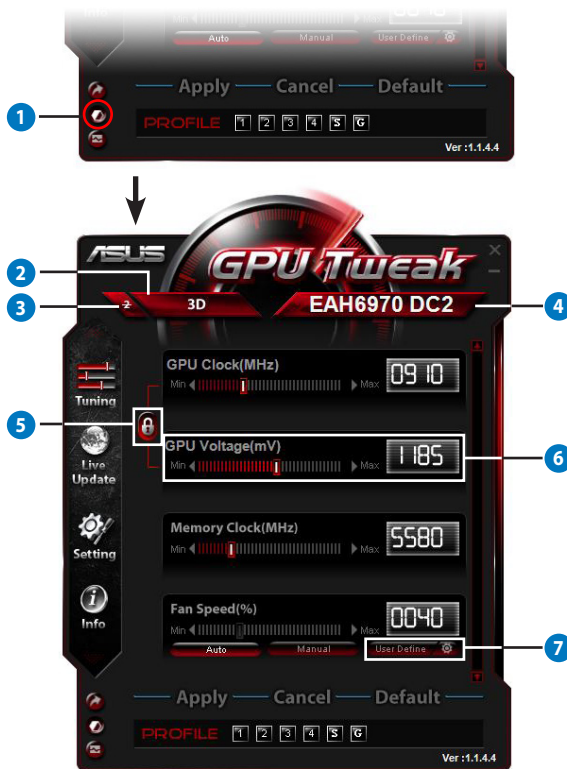 Min Max
Auto Manual User Define
Apply Cancel Default
1
PROFILE 1 2 3 4 S G
Ver :1.1.4.4
ASUS GPU Tweak
2
3
2 3D EAH6970 DC2
4
GPU Clock(MHz)
0910
Min Max
Tuning
5
GPU Voltage(mV)
1185
6
Min Max
Live
Update
Memory Clock(MHz)
5580
Min Max
Setting
Fan Speed(%)
0040
Info
Min Max
Auto Manual User Define
7
Apply Cancel Default
PROFILE 1 2 3 4 S G
Ver :1.1.4.4